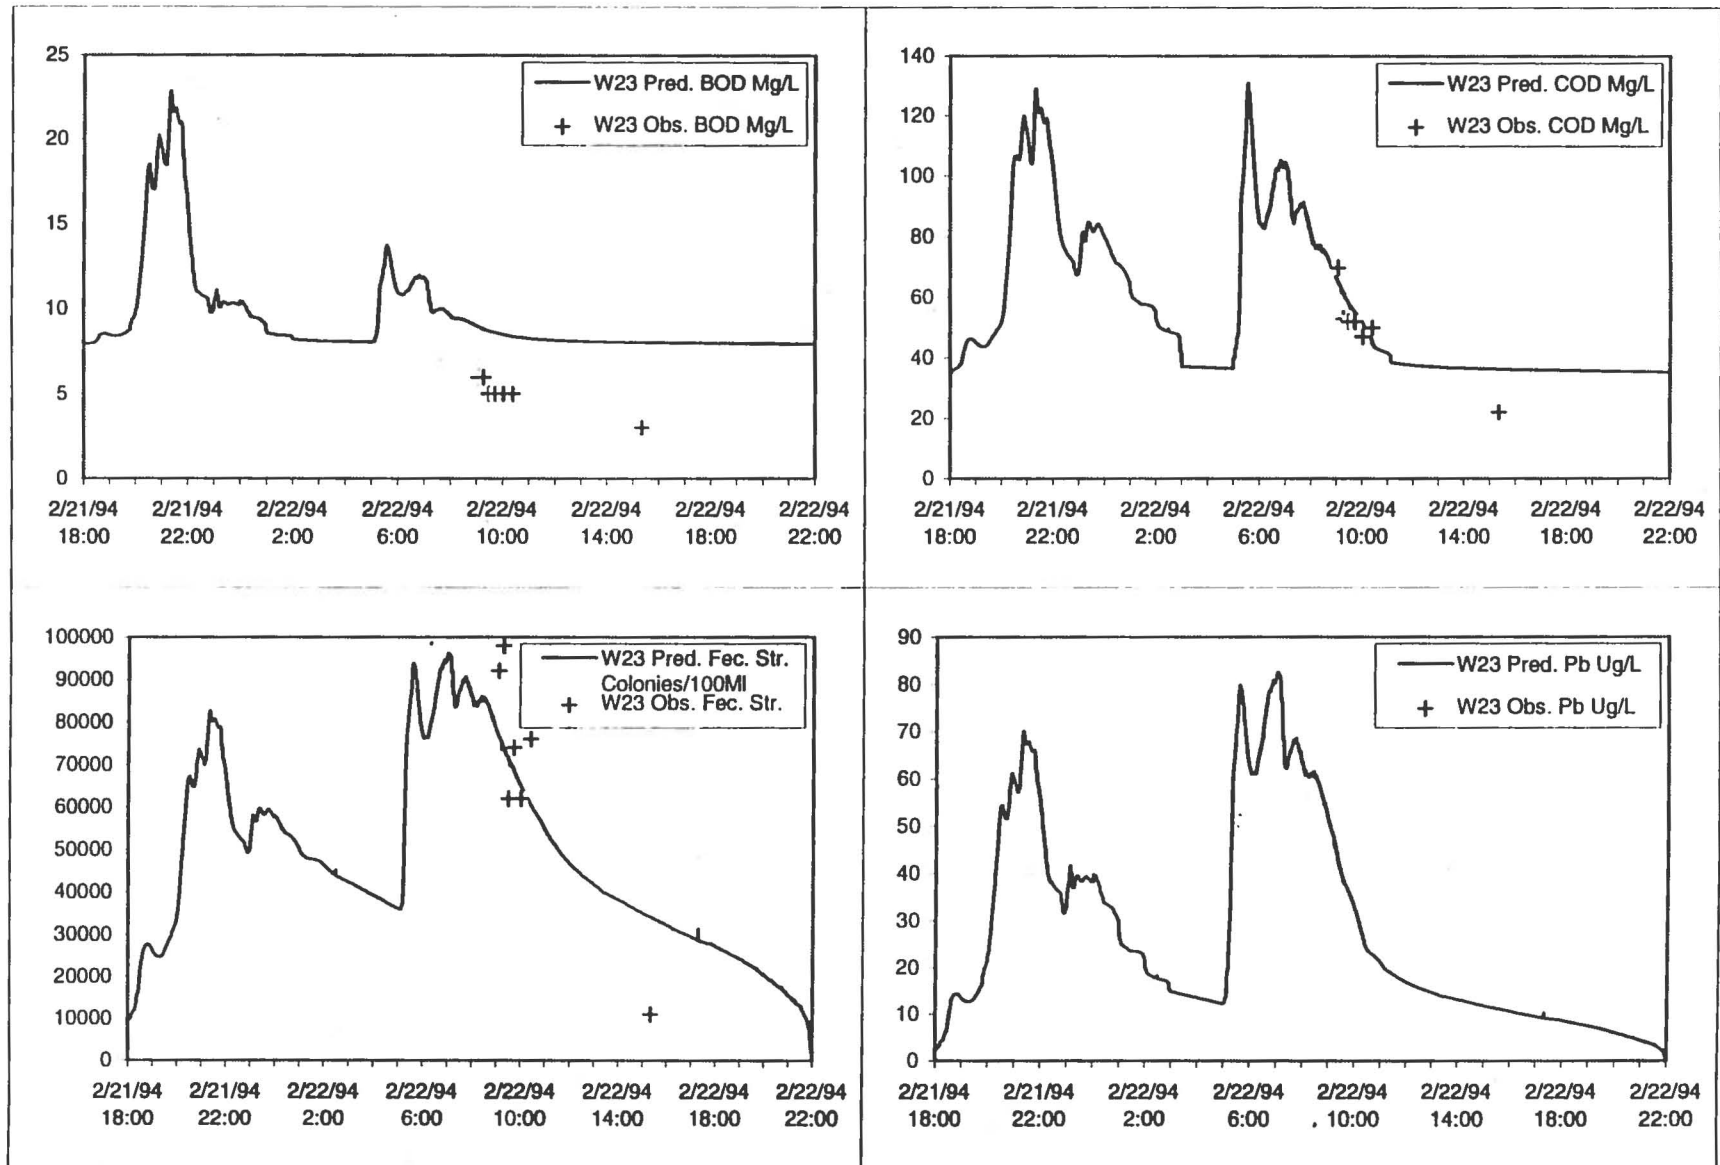 25
20
15
10
5
0
W23 Pred. BOD Mg/L
W23 Obs. BOD Mg/L
2/21/94 2/21/94 2/22/94 2/22/94 2/22/94 2/22/94 2/22/94 2/22/94
18:00 22:00 2:00 6:00 10:00 14:00 18:00 22:00
140
120
100
80
60
40
20
0
W23 Pred. COD Mg/L
W23 Obs. COD Mg/L
2/21/94 2/21/94 2/22/94 2/22/94 2/22/94 2/22/94 2/22/94 2/22/94
18:00 22:00 2:00 6:00 10:00 14:00 18:00 22:00
100000
90000
80000
70000
60000
50000
40000
30000
20000
10000
0
W23 Pred. Fec. Str.
Colonies/100Ml
W23 Obs. Fec. Str.
2/21/94 2/21/94 2/22/94 2/22/94 2/22/94 2/22/94 2/22/94 2/22/94
18:00 22:00 2:00 6:00 10:00 14:00 18:00 22:00
90
80
70
60
50
40
30
20
10
0
W23 Pred. Pb Ug/L
W23 Obs. Pb Ug/L
2/21/94 2/21/94 2/22/94 2/22/94 2/22/94 2/22/94 2/22/94 2/22/94
18:00 22:00 2:00 6:00 10:00 14:00 18:00 22:00